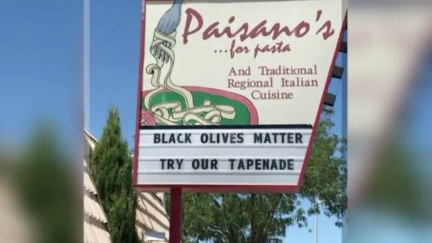 Paisano's
...for pasta
And Traditional
Regional Italian
Cuisine
BLACK OLIVES MATTER
TRY OUR TAPENADE